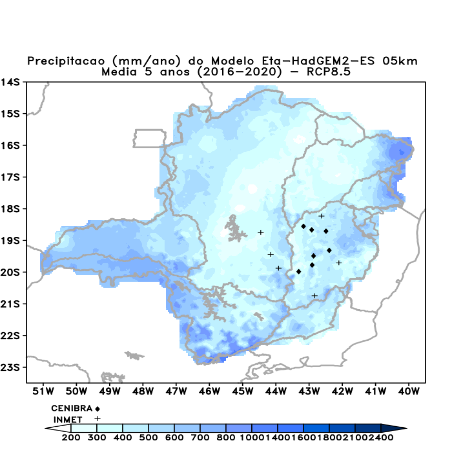 Precipitacao (mm/ano) do Modelo Eta-HadGEM2-ES 05km
Media 5 anos (2016-2020) - RCP8.5
14S
15S
16S
17S
18S
19S
20S
21S
22S
23S
51W 50W 49W 48W 47W 46W 45W 44W 43W 42W 41W 40W
CENIBRA
INMET
200 300 400 500 600 700 800 1000 1400 1600 1800 2100 2400